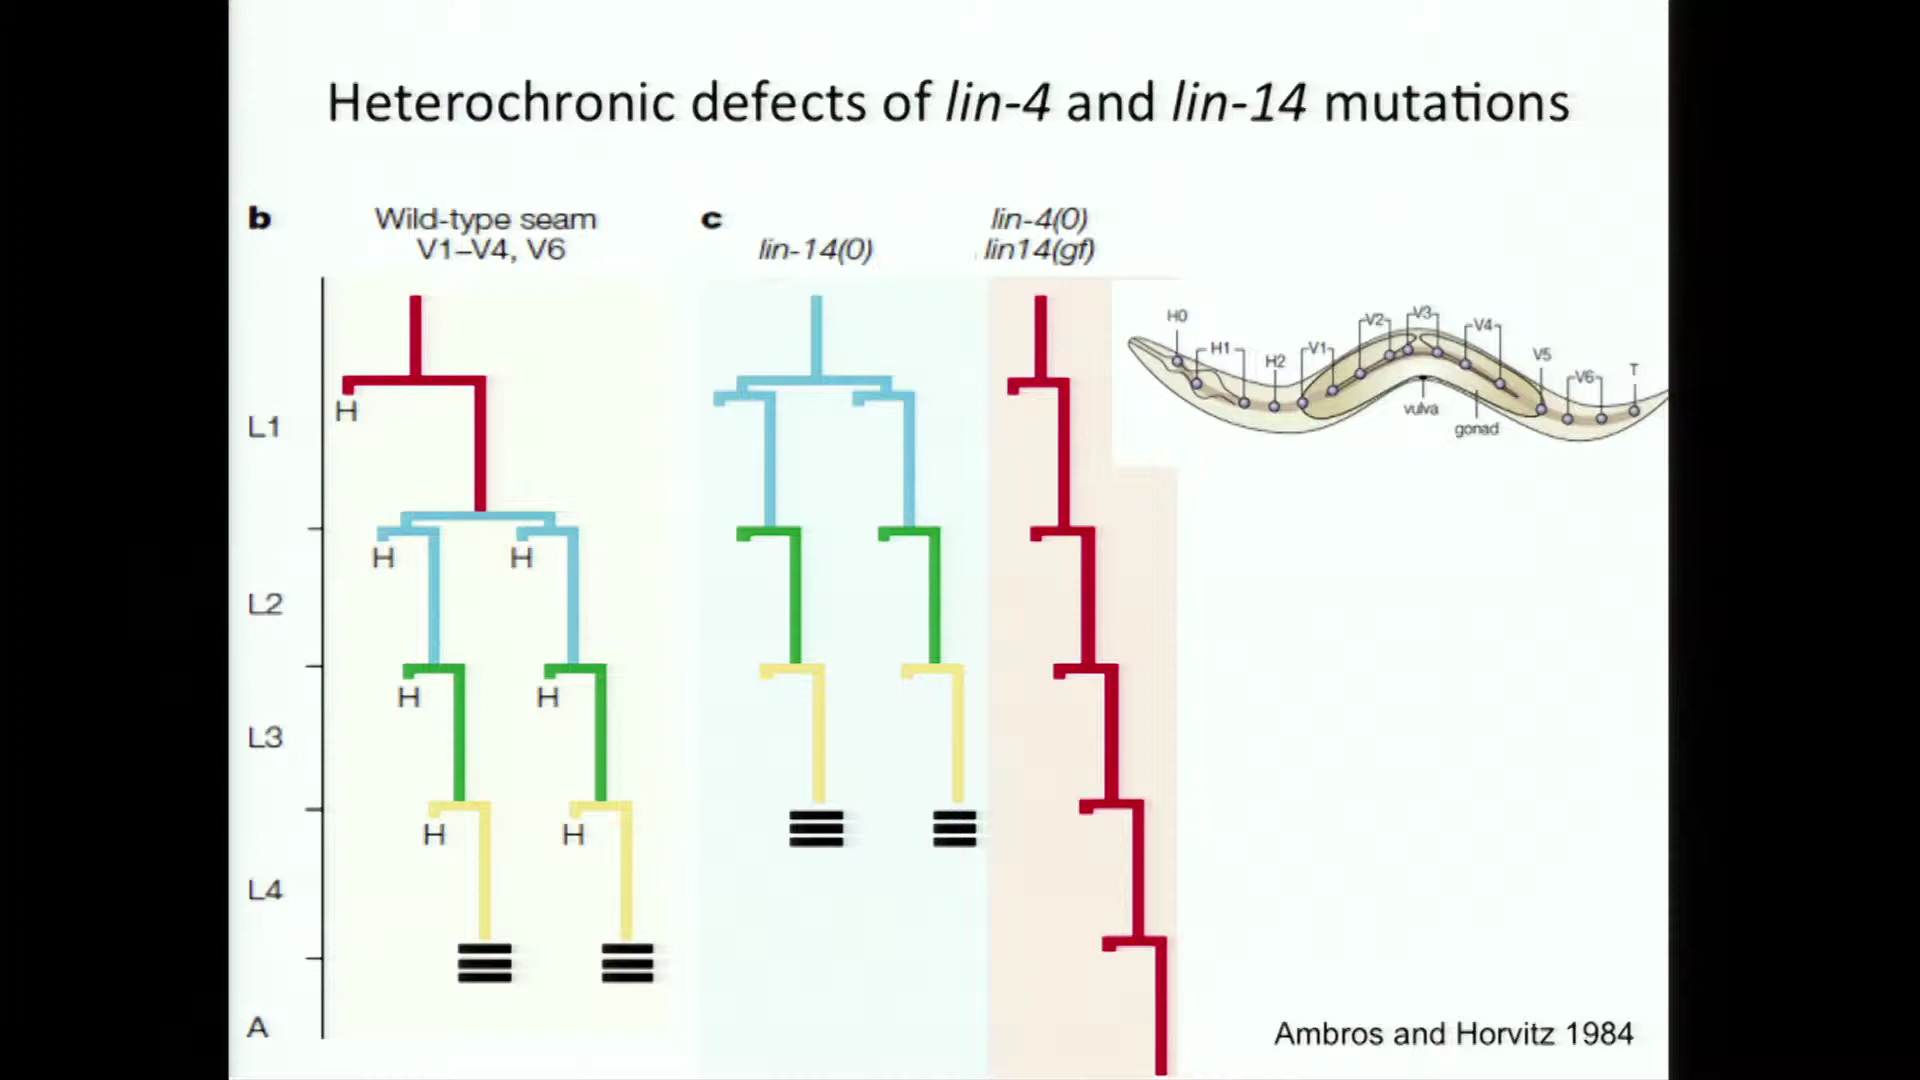 Heterochronic defects of lin-4 and lin-14 mutations
b
Wild-type seam
V1–V4, V6
c
lin-14(0)
lin-4(0)
lin14(gf)
L1
L2
L3
L4
A
H
H
H
H
H
H
H
H0
H1
H2
V1
V2
V3
V4
V5
V6
T
vulva
gonad
Ambros and Horvitz 1984